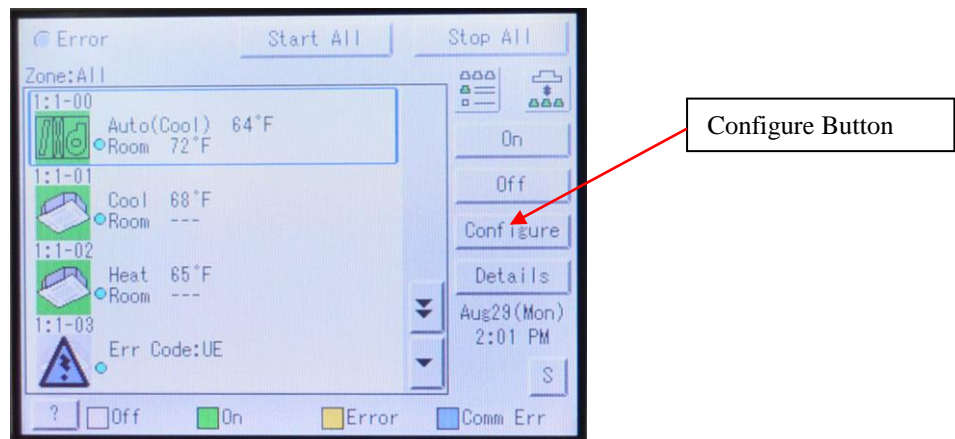 Error Start All Stop All
Zone:All
1:1-00
Auto(Cool) 64°F
Room 72°F
1:1-01
Cool 68°F
Room ---
1:1-02
Heat 65°F
Room ---
1:1-03
Err Code:UE
On
Off
Configure
Details
Aug29(Mon)
2:01 PM
S
? Off On Error Comm Err
Configure Button